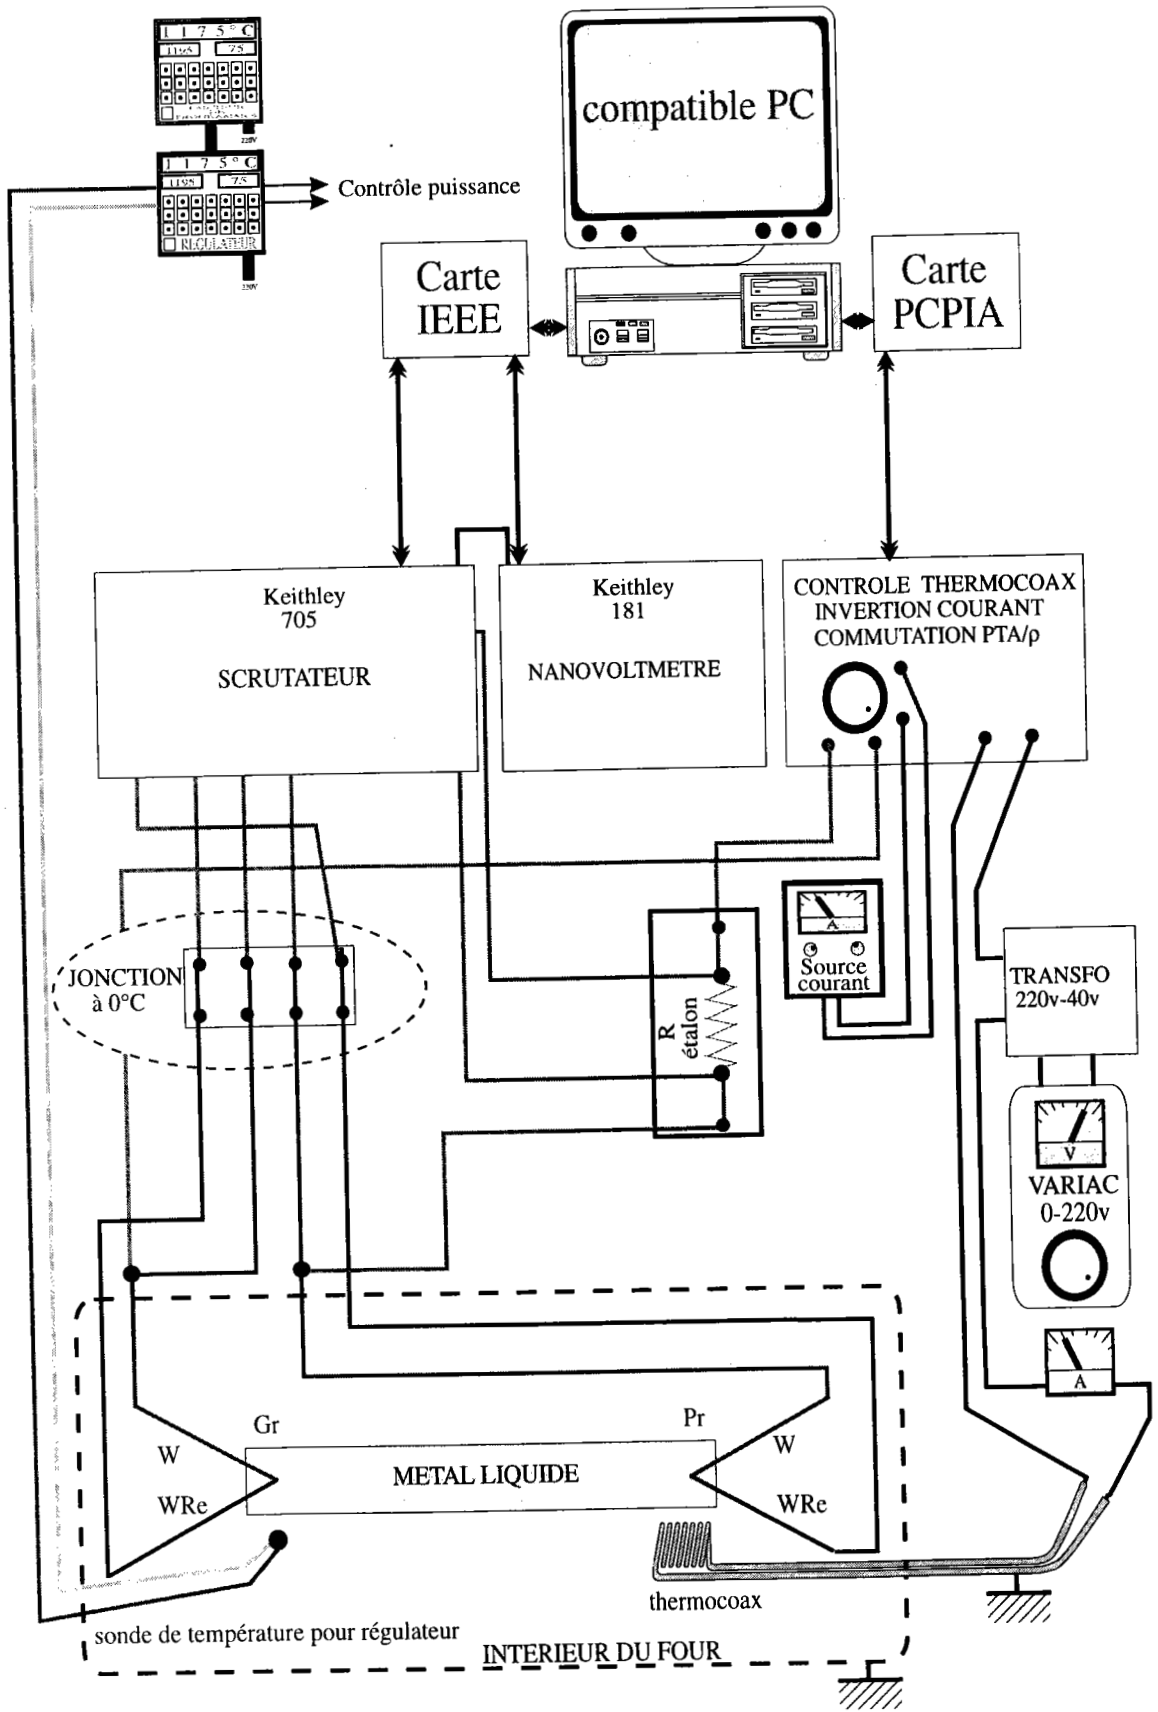 1 1 7 5°C
1195 75
220V
1 1 7 5°C
1195 75
REGULATEUR
220V
Contrôle puissance
compatible PC
Carte
IEEE
Carte
PCPIA
Keithley
705
SCRUTATEUR
Keithley
181
NANOVOLTMETRE
CONTROLE THERMOCOAX
INVERTION COURANT
COMMUTATION PTA/ρ
JONCTION
à 0°C
R
étalon
A
Source
courant
TRANSFO
220v-40v
V
VARIAC
0-220v
A
Gr
Pr
W
W
METAL LIQUIDE
WRe
WRe
thermocoax
sonde de température pour régulateur
INTERIEUR DU FOUR